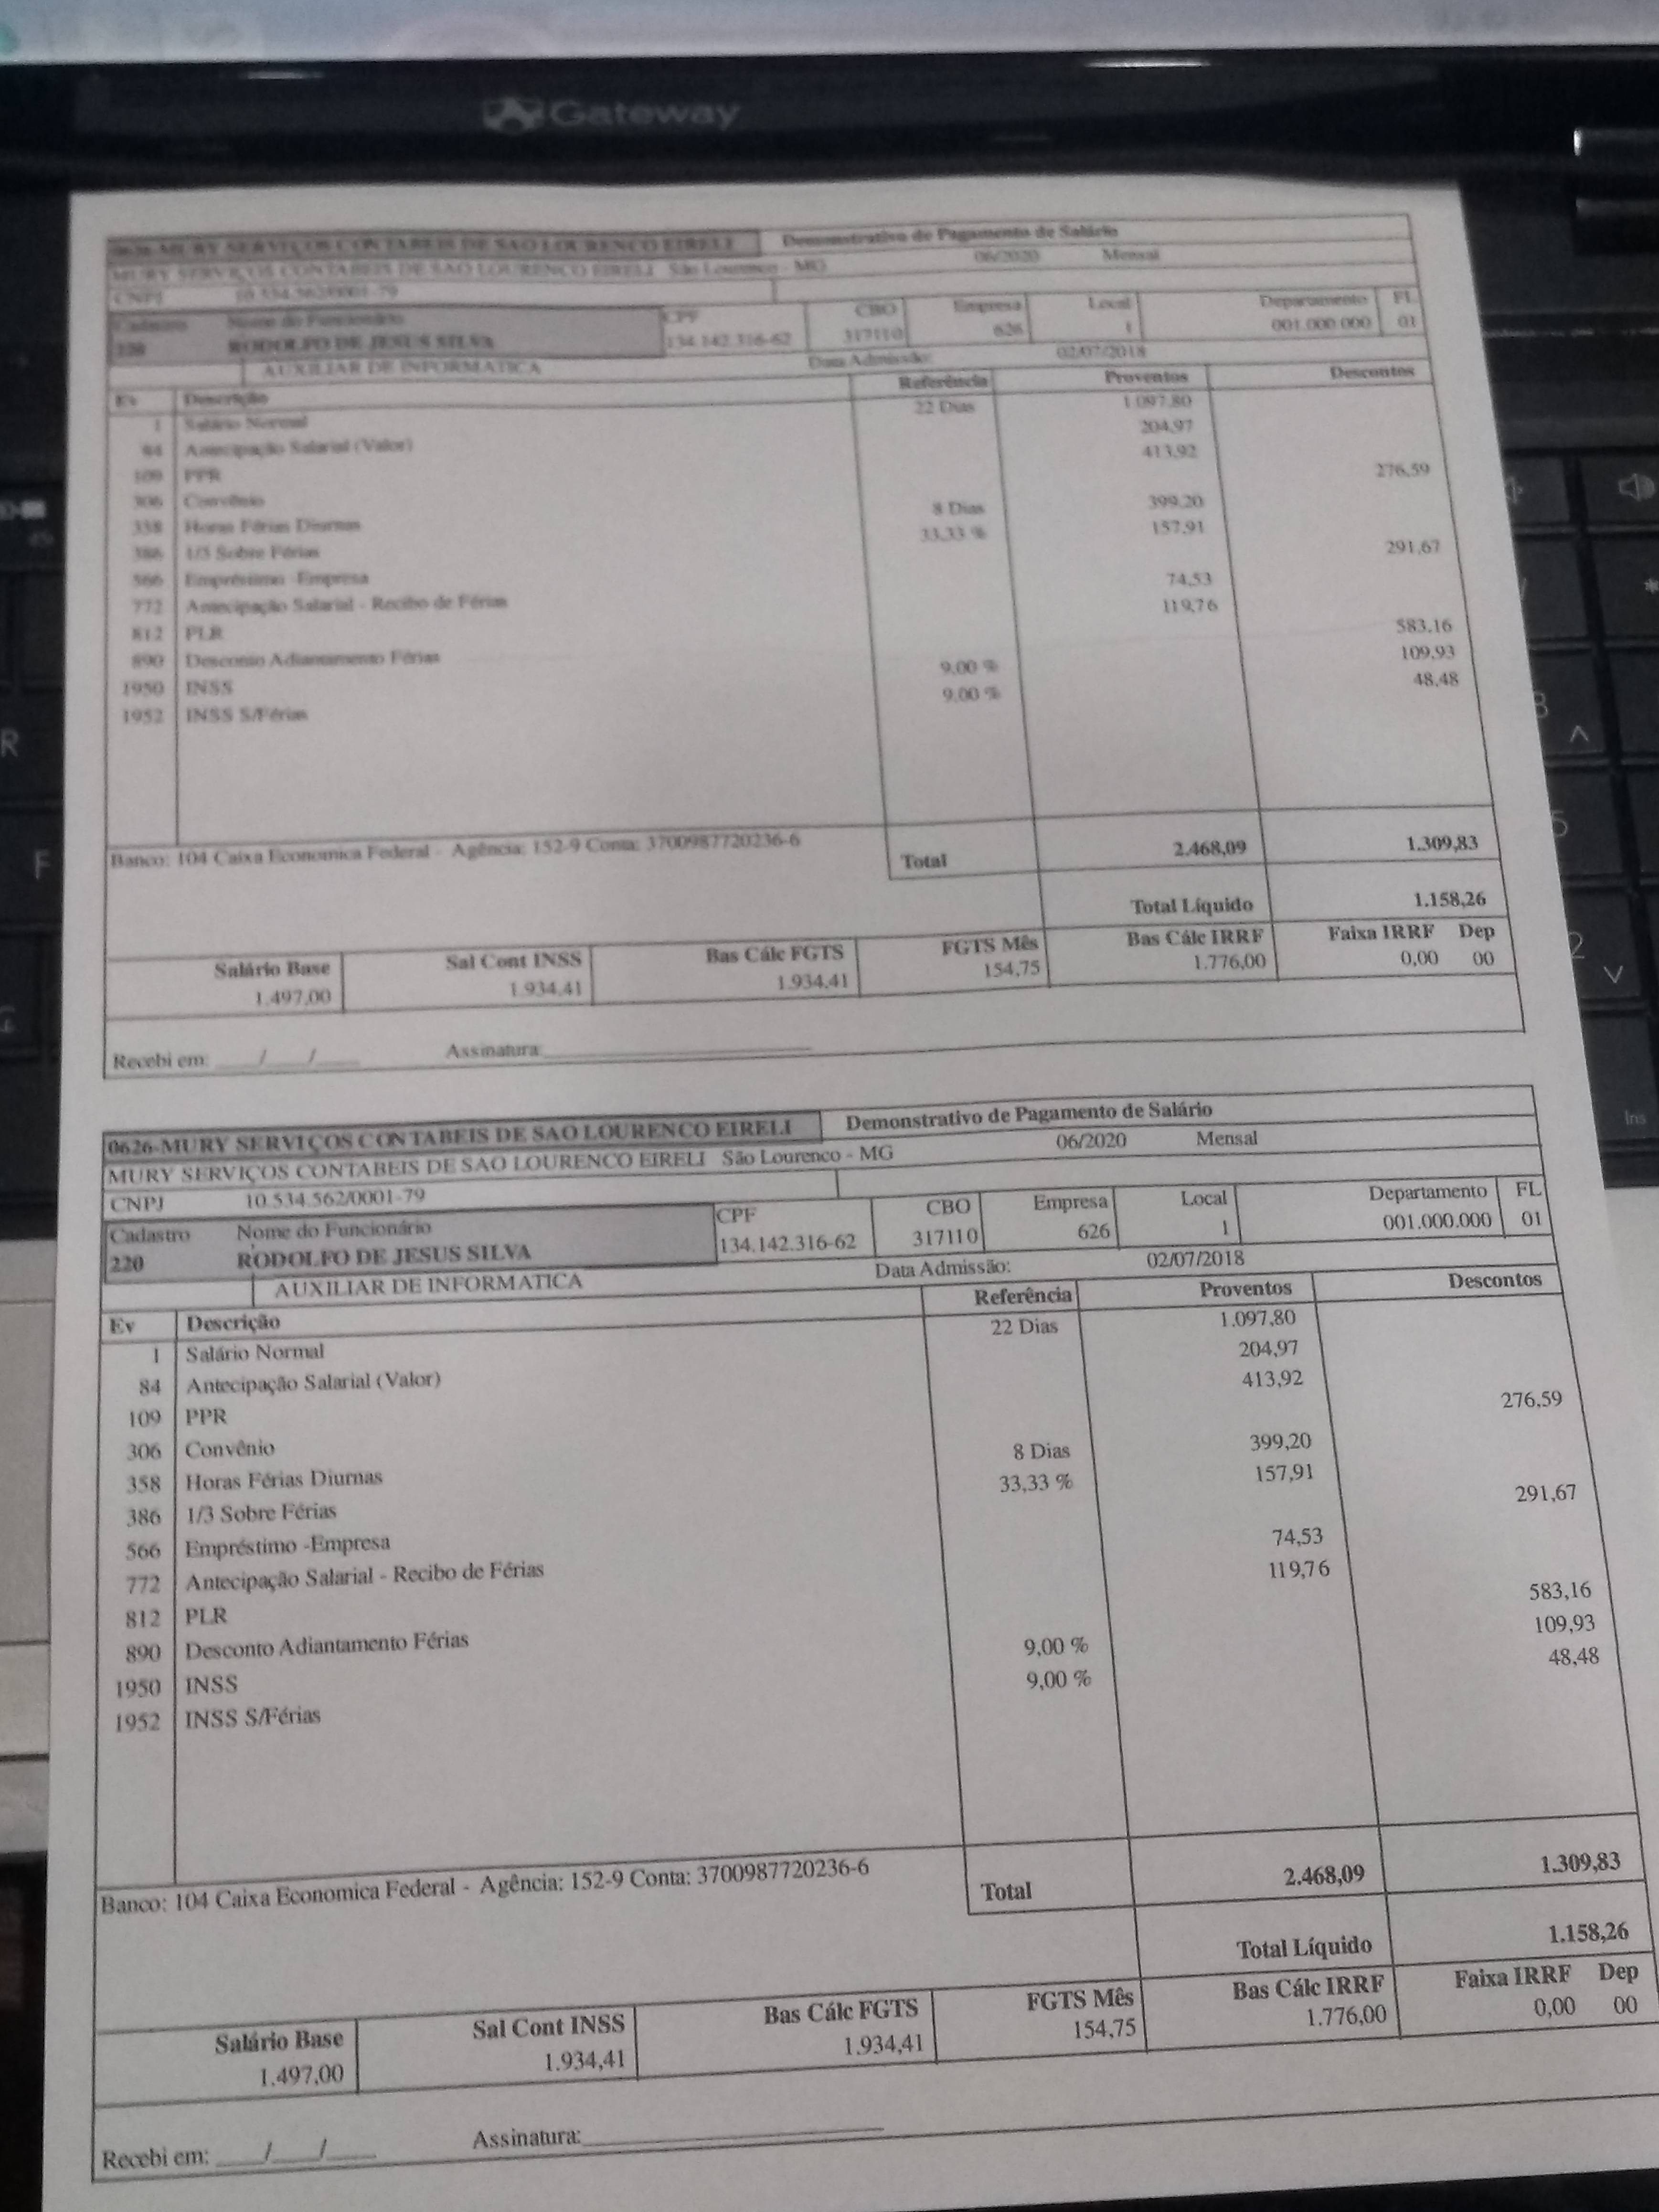 Gateway
0626-MURY SERVIÇOS CONTABEIS DE SAO LOURENCO EIRELI Demonstrativo de Pagamento de Salário
MURY SERVIÇOS CONTABEIS DE SAO LOURENCO EIRELI São Lourenco - MG 06/2020 Mensal
CNPJ 10.534.562/0001-79
Cadastro Nome do Funcionário CPF CBO Empresa Local Departamento FL
220 RODOLFO DE JESUS SILVA 134.142.316-62 317110 626 1 001.000.000 01
AUXILIAR DE INFORMATICA Data Admissão: 02/07/2018
Ev Descrição Referência Proventos Descontos
1 Salário Normal 22 Dias 1.097,80
84 Antecipação Salarial (Valor) 204,97
109 PPR 413,92
306 Convênio 276,59
358 Horas Férias Diurnas 8 Dias 399,20
386 1/3 Sobre Férias 33,33 % 157,91
566 Empréstimo -Empresa 291,67
772 Antecipação Salarial - Recibo de Férias 74,53
812 PLR 119,76
890 Desconto Adiantamento Férias 583,16
1950 INSS 9,00 % 109,93
1952 INSS S/Férias 9,00 % 48,48
Banco: 104 Caixa Economica Federal - Agência: 152-9 Conta: 3700987720236-6
Total 2.468,09 1.309,83
Total Líquido 1.158,26
Salário Base Sal Cont INSS Bas Cálc FGTS FGTS Mês Bas Cálc IRRF Faixa IRRF Dep
1.497,00 1.934,41 1.934,41 154,75 1.776,00 0,00 00
Recebi em: ____/____/____ Assinatura:____________________
0626-MURY SERVIÇOS CONTABEIS DE SAO LOURENCO EIRELI Demonstrativo de Pagamento de Salário
MURY SERVIÇOS CONTABEIS DE SAO LOURENCO EIRELI São Lourenco - MG 06/2020 Mensal
CNPJ 10.534.562/0001-79
Cadastro Nome do Funcionário CPF CBO Empresa Local Departamento FL
220 RODOLFO DE JESUS SILVA 134.142.316-62 317110 626 1 001.000.000 01
AUXILIAR DE INFORMATICA Data Admissão: 02/07/2018
Ev Descrição Referência Proventos Descontos
1 Salário Normal 22 Dias 1.097,80
84 Antecipação Salarial (Valor) 204,97
109 PPR 413,92
306 Convênio 276,59
358 Horas Férias Diurnas 8 Dias 399,20
386 1/3 Sobre Férias 33,33 % 157,91
566 Empréstimo -Empresa 291,67
772 Antecipação Salarial - Recibo de Férias 74,53
812 PLR 119,76
890 Desconto Adiantamento Férias 583,16
1950 INSS 9,00 % 109,93
1952 INSS S/Férias 9,00 % 48,48
Banco: 104 Caixa Economica Federal - Agência: 152-9 Conta: 3700987720236-6
Total 2.468,09 1.309,83
Total Líquido 1.158,26
Salário Base Sal Cont INSS Bas Cálc FGTS FGTS Mês Bas Cálc IRRF Faixa IRRF Dep
1.497,00 1.934,41 1.934,41 154,75 1.776,00 0,00 00
Recebi em: ____/____/____ Assinatura:____________________
R
F
Ins